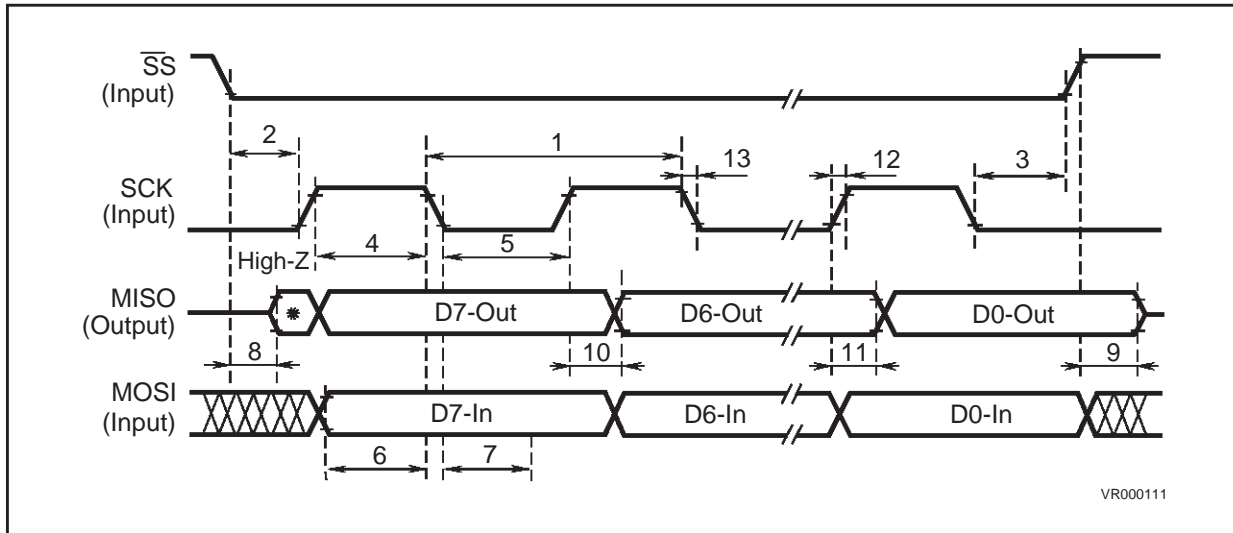 S̅S̅
(Input)
2
1
13
12
3
SCK
(Input)
4
5
High-Z
MISO
(Output)
*
D7-Out
D6-Out
D0-Out
8
10
11
9
MOSI
(Input)
D7-In
D6-In
D0-In
6
7
VR000111